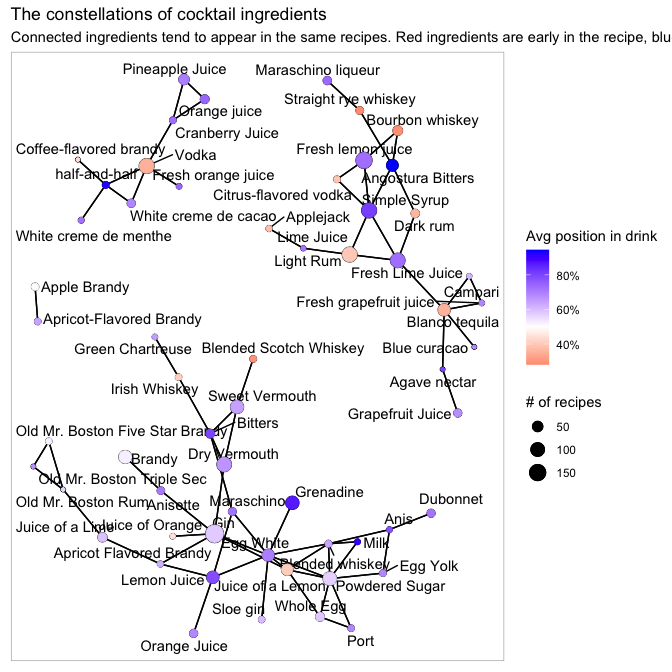 The constellations of cocktail ingredients
Connected ingredients tend to appear in the same recipes. Red ingredients are early in the recipe, blu
Pineapple Juice
Maraschino liqueur
Orange juice
Straight rye whiskey
Cranberry Juice
Bourbon whiskey
Coffee-flavored brandy
Vodka
Fresh lemon juice
half-and-half
Fresh orange juice
Angostura Bitters
Citrus-flavored vodka
Simple Syrup
White creme de cacao
Applejack
Dark rum
White creme de menthe
Lime Juice
Light Rum
Fresh Lime Juice
Apple Brandy
Campari
Fresh grapefruit juice
Apricot-Flavored Brandy
Blanco tequila
Green Chartreuse
Blended Scotch Whiskey
Blue curacao
Irish Whiskey
Agave nectar
Sweet Vermouth
Grapefruit Juice
Bitters
Old Mr. Boston Five Star Brandy
Brandy
Dry Vermouth
Old Mr. Boston Triple Sec
Old Mr. Boston Rum
Anisette
Maraschino
Grenadine
Dubonnet
Juice of a Lime
Juice of Orange
Gin
Anis
Apricot Flavored Brandy
Egg White
Milk
Blended whiskey
Egg Yolk
Lemon Juice
Juice of a Lemon
Powdered Sugar
Sloe gin
Whole Egg
Orange Juice
Port
Avg position in drink
80%
60%
40%
# of recipes
50
100
150